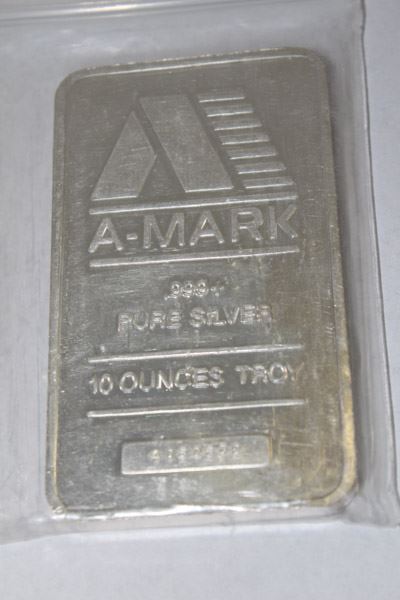 A-MARK
.999+
PURE SILVER
10 OUNCES TROY